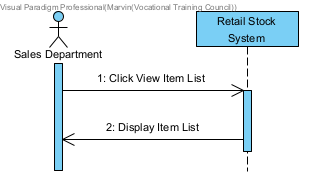 Visual Paradigm Professional(Marvin(Vocational Training Council))
Sales Department
Retail Stock
System
1: Click View Item List
2: Display Item List